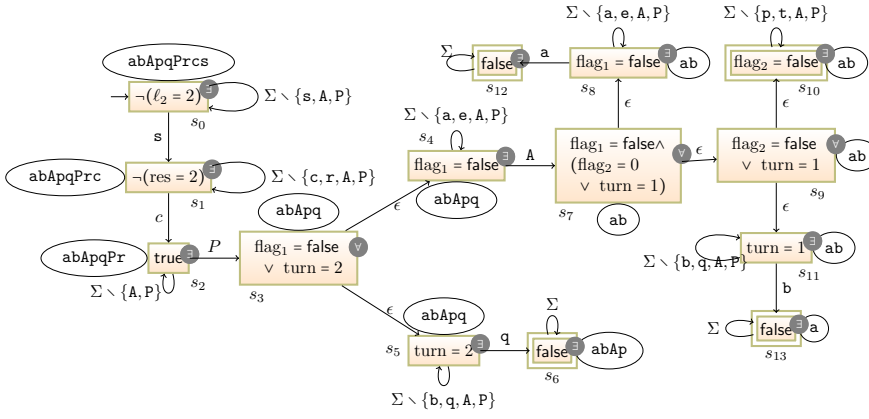 abApqPrcs
¬(ℓ₂ = 2)
E
Σ∖{s, A, P}
s₀
s
abApqPrc
¬(res = 2)
E
Σ∖{c, r, A, P}
s₁
c
abApqPr
true
E
s₂
Σ∖{A, P}
P
abApq
flag₁ = false
∨ turn = 2
∀
s₃
ϵ
ϵ
Σ∖{a, e, A, P}
s₄
flag₁ = false
E
abApq
A
abApq
s₅
turn = 2
E
Σ∖{b, q, A, P}
q
Σ
false
E
abAp
s₆
flag₁ = false∧
(flag₂ = 0
∨ turn = 1)
∀
s₇
ab
ϵ
Σ∖{a, e, A, P}
flag₁ = false
E
ab
s₈
a
Σ
false
E
s₁₂
ϵ
flag₂ = false
∨ turn = 1
∀
ab
s₉
ϵ
Σ∖{p, t, A, P}
flag₂ = false
E
ab
s₁₀
ϵ
turn = 1
E
ab
Σ∖{b, q, A, P}
s₁₁
b
Σ
false
E
a
s₁₃